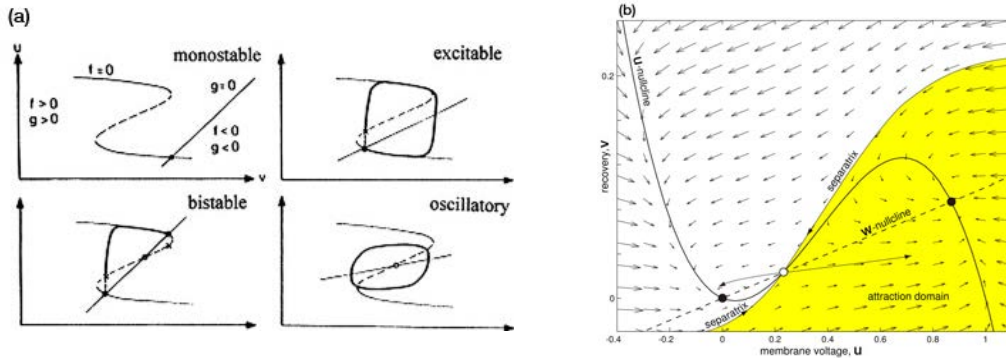 (a)
u
f = 0
monostable
g = 0
f > 0
g > 0
f < 0
g < 0
v
excitable
bistable
oscillatory
(b)
0.2
0
recovery, v
u-nullcline
separatrix
w-nullcline
separatrix
attraction domain
-0.4
-0.2
0
0.2
0.4
0.6
0.8
1
membrane voltage, u